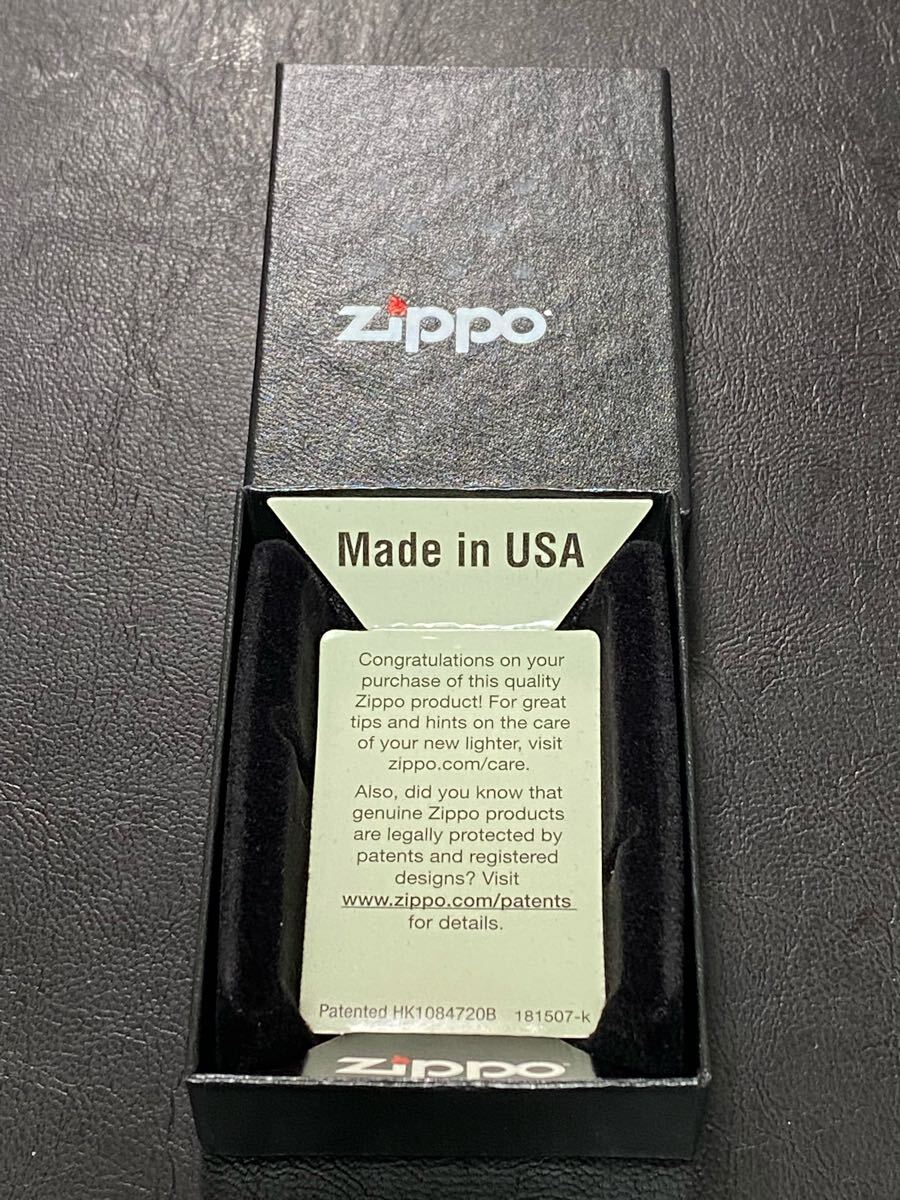 Zippo
Made in USA
Congratulations on your
purchase of this quality
Zippo product! For great
tips and hints on the care
of your new lighter, visit
zippo.com/care.
Also, did you know that
genuine Zippo products
are legally protected by
patents and registered
designs? Visit
www.zippo.com/patents
for details.
Patented HK1084720B 181507-k
Zippo